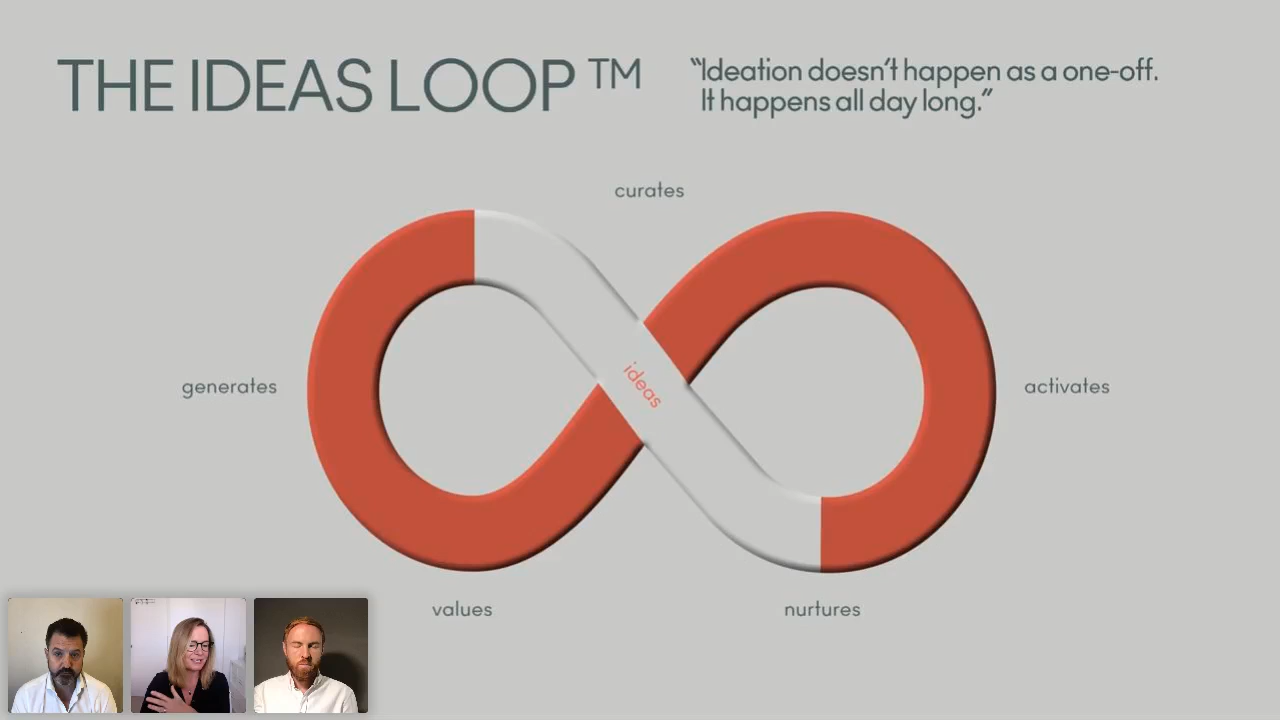 THE IDEAS LOOP ™
“Ideation doesn’t happen as a one-off.
It happens all day long.”
curates
generates
ideas
activates
values
nurtures